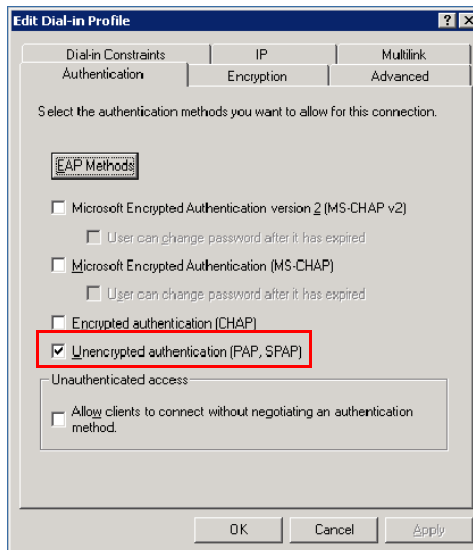 Edit Dial-in Profile
Dial-in Constraints IP Multilink
Authentication Encryption Advanced
Select the authentication methods you want to allow for this connection.
EAP Methods
Microsoft Encrypted Authentication version 2 (MS-CHAP v2)
User can change password after it has expired
Microsoft Encrypted Authentication (MS-CHAP)
User can change password after it has expired
Encrypted authentication (CHAP)
Unencrypted authentication (PAP, SPAP)
Unauthenticated access
Allow clients to connect without negotiating an authentication
method.
OK Cancel Apply